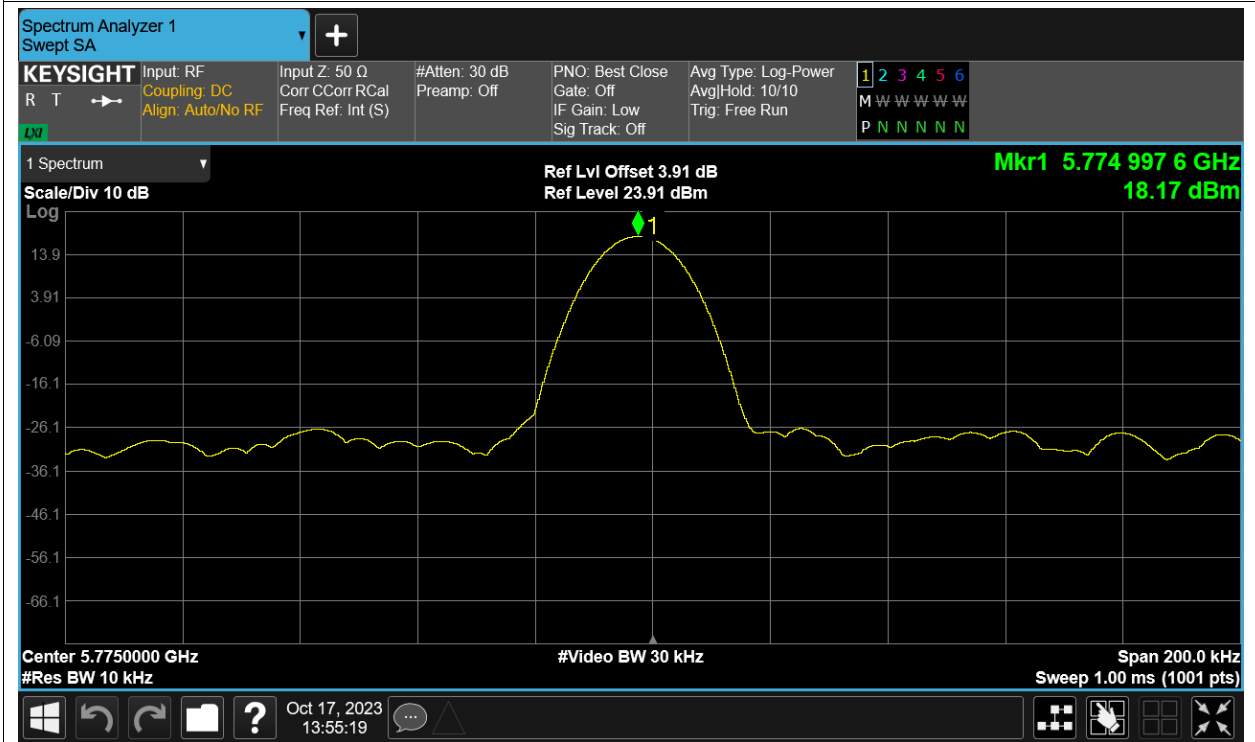 Spectrum Analyzer 1
Swept SA
+
KEYSIGHT
R T
LXI
Input: RF
Coupling: DC
Align: Auto/No RF
Input Z: 50 Ω
Corr CCorr RCal
Freq Ref: Int (S)
#Atten: 30 dB
Preamp: Off
PNO: Best Close
Gate: Off
IF Gain: Low
Sig Track: Off
Avg Type: Log-Power
Avg|Hold: 10/10
Trig: Free Run
1 2 3 4 5 6
M W W W W W
P N N N N N
1 Spectrum
Scale/Div 10 dB
Log
Ref Lvl Offset 3.91 dB
Ref Level 23.91 dBm
Mkr1 5.774 997 6 GHz
18.17 dBm
1
13.9
3.91
-6.09
-16.1
-26.1
-36.1
-46.1
-56.1
-66.1
Center 5.7750000 GHz
#Video BW 30 kHz
Span 200.0 kHz
#Res BW 10 kHz
Sweep 1.00 ms (1001 pts)
?
Oct 17, 2023
13:55:19